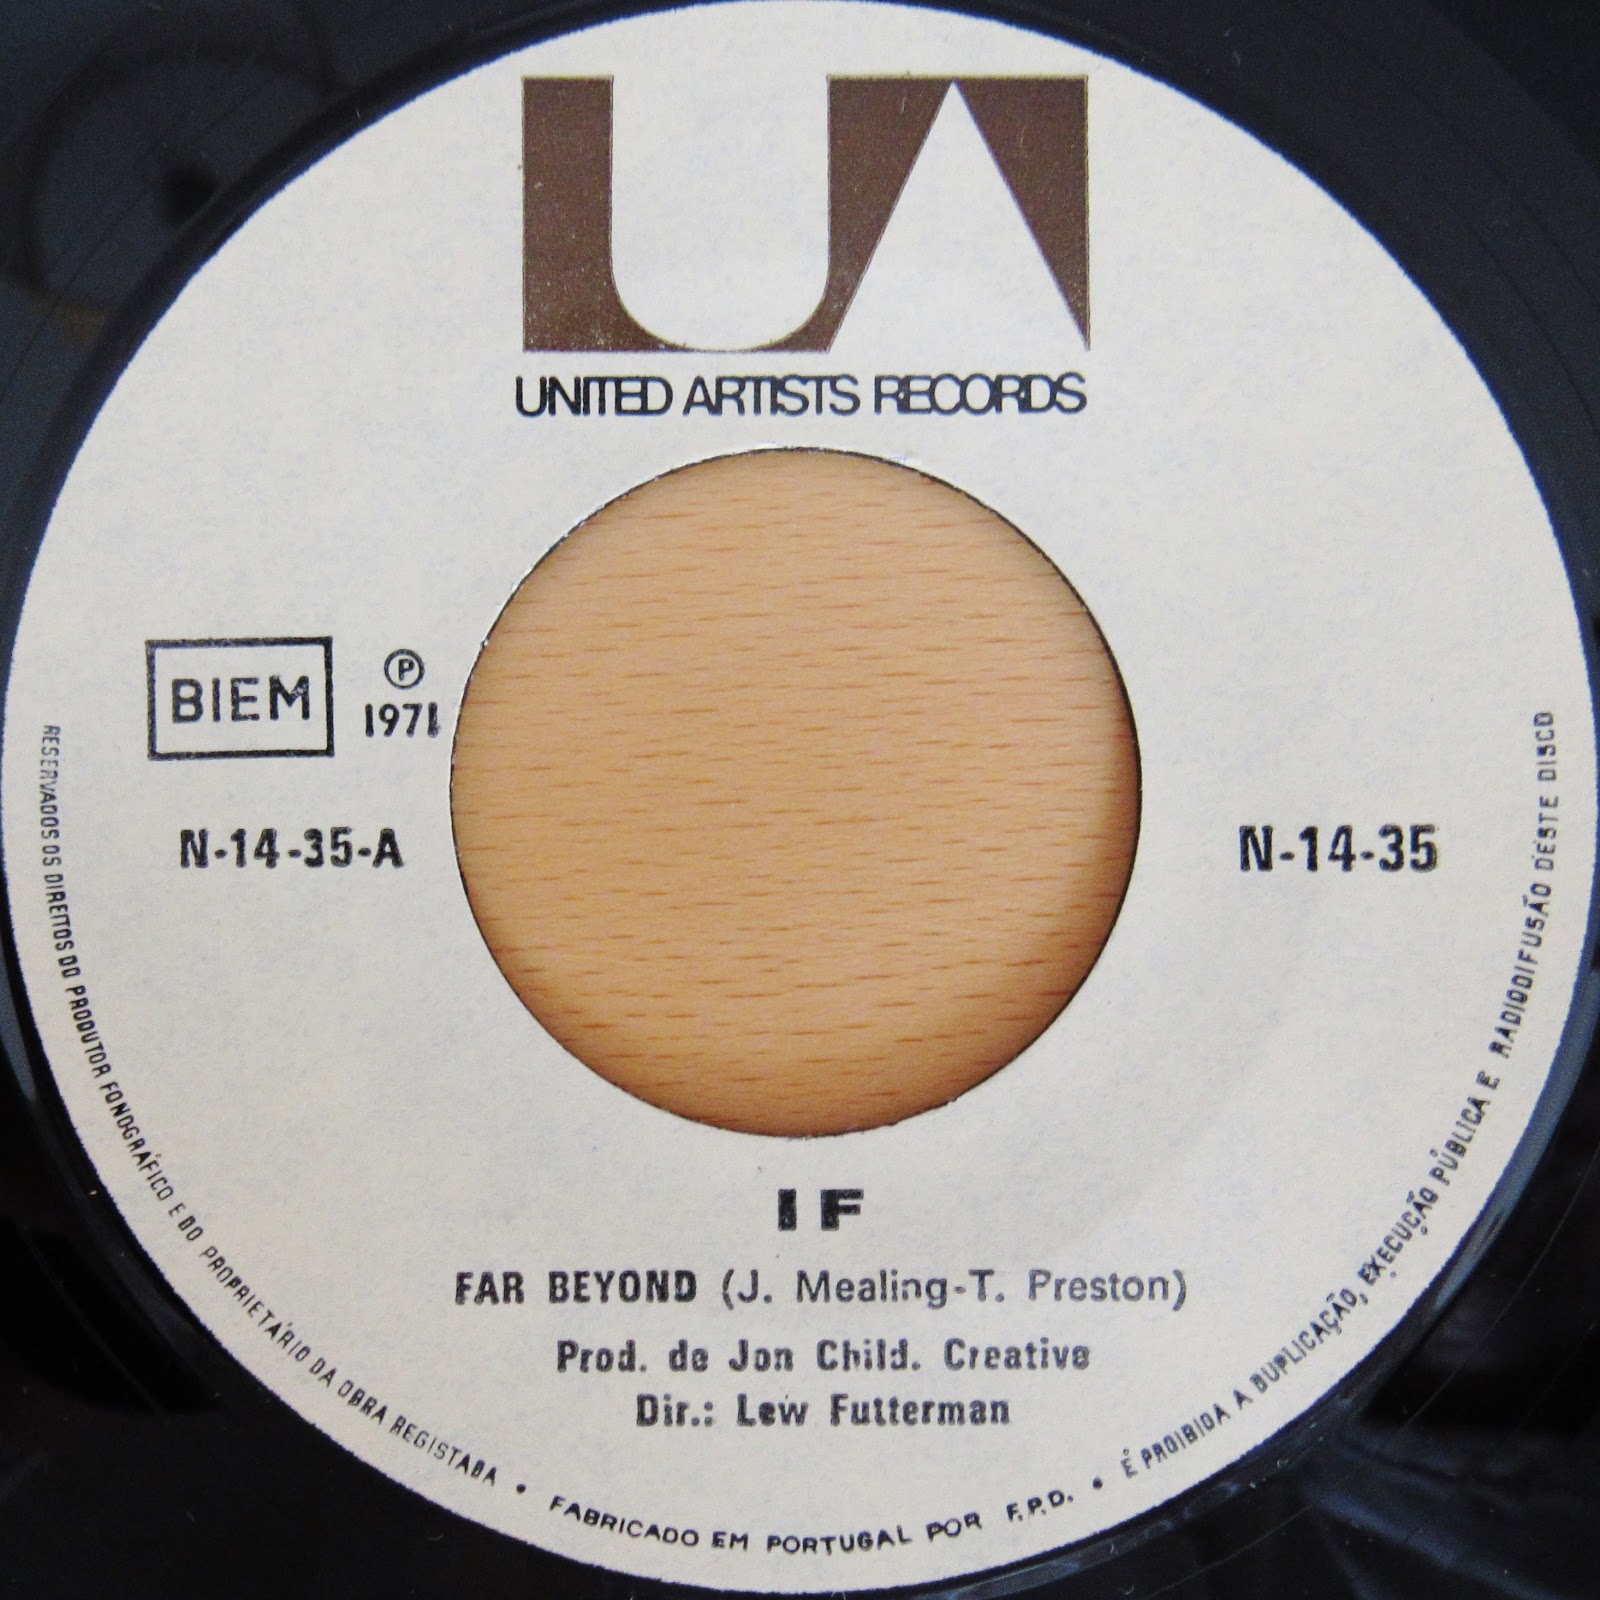 UA
UNITED ARTISTS RECORDS
BIEM
Ⓟ
1971
N-14-35-A
N-14-35
IF
FAR BEYOND (J. Mealing-T. Preston)
Prod. de Jon Child. Creative
Dir.: Lew Futterman
RESERVADOS OS DIREITOS DO PRODUTOR FONOGRÁFICO E DO PROPRIETÁRIO DA OBRA REGISTADA • FABRICADO EM PORTUGAL POR F.P.D. • É PROIBIDA A DUPLICAÇÃO, EXECUÇÃO PÚBLICA E RADIODIFUSÃO DESTE DISCO